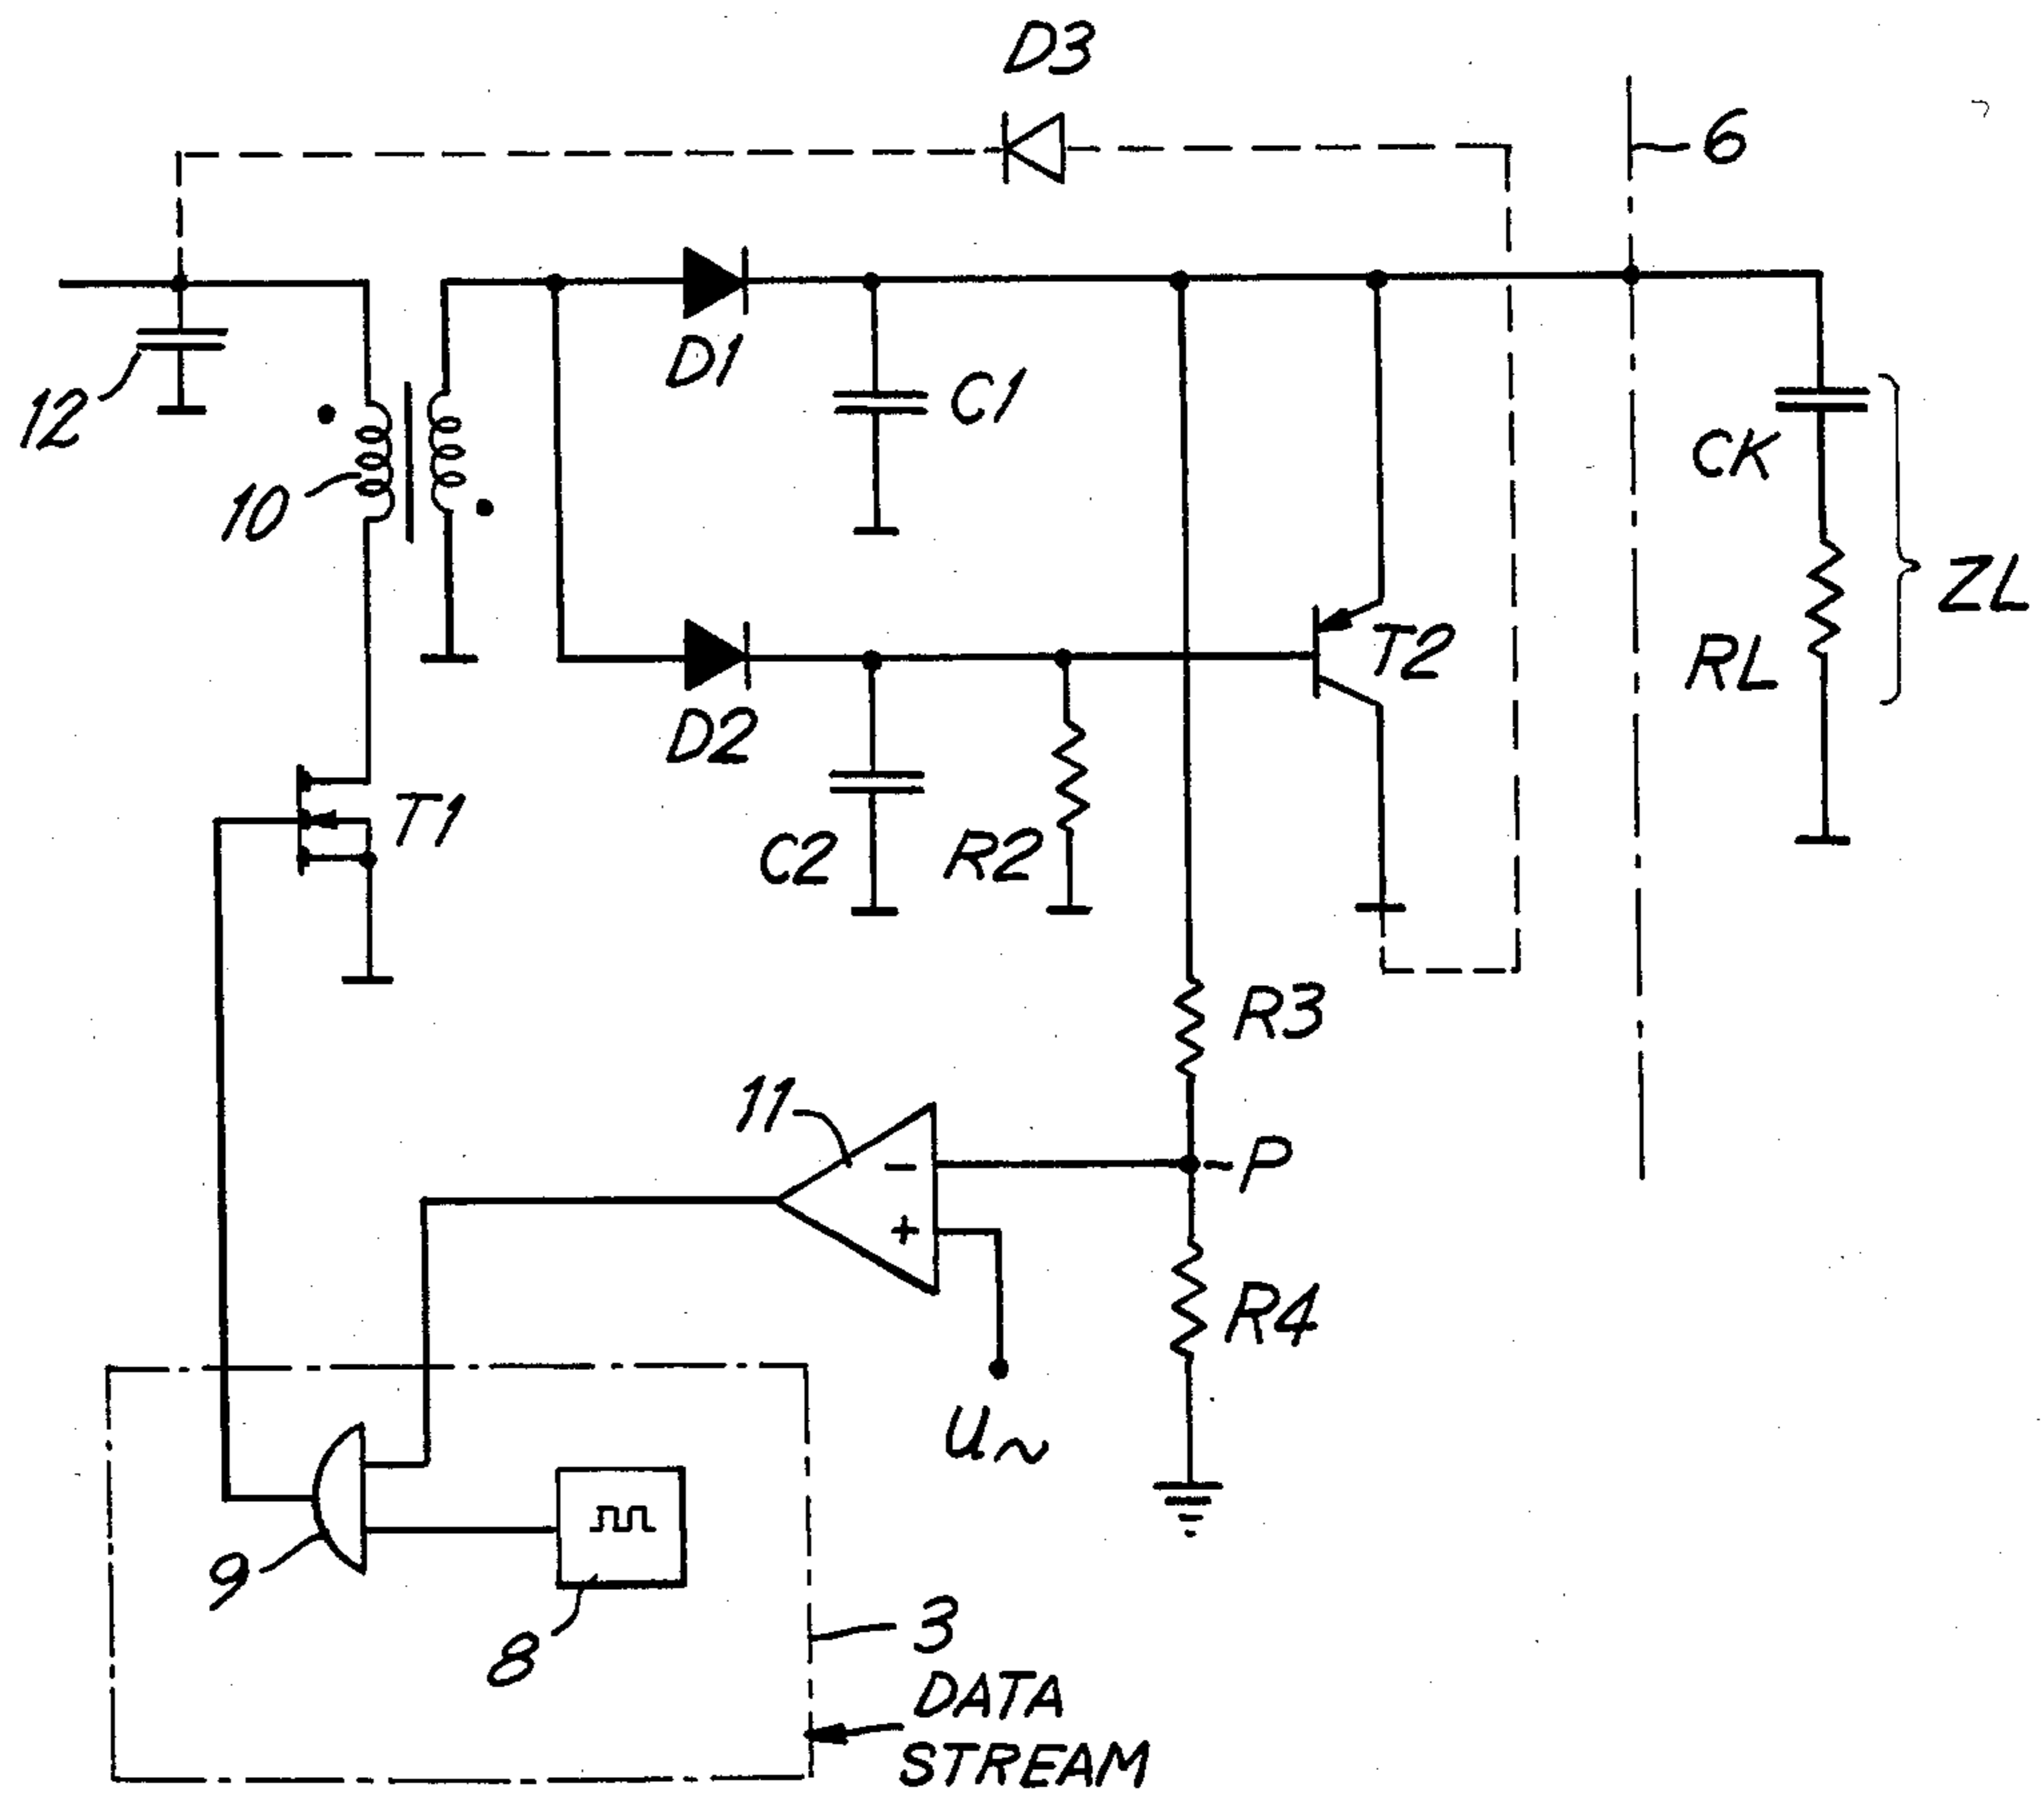 D3
6
D1
C1
12
CK
10
ZL
T2
RL
D2
T1
C2
R2
R3
11
-
P
+
R4
U~
9
8
3
DATA
STREAM